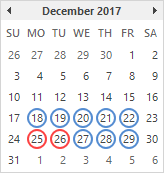 December 2017
SU MO TU WE TH FR SA
26 27 28 29 30 1 2
3 4 5 6 7 8 9
10 11 12 13 14 15 16
17 18 19 20 21 22 23
24 25 26 27 28 29 30
31 1 2 3 4 5 6